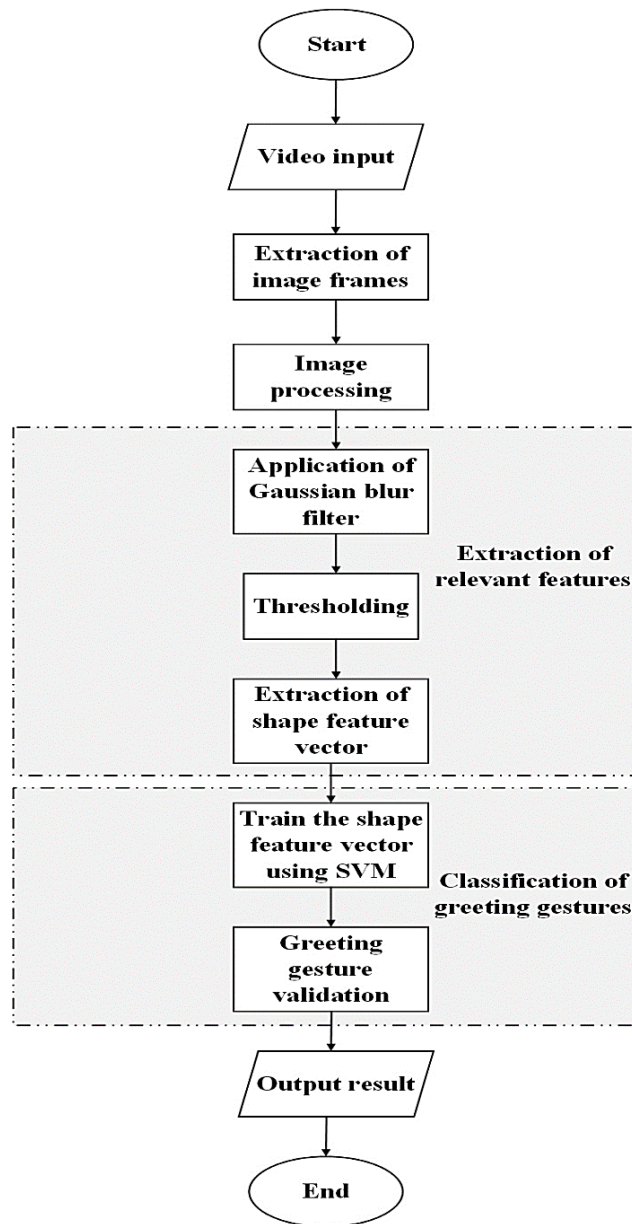 Start
Video input
Extraction of
image frames
Image
processing
Application of
Gaussian blur
filter
Extraction of
relevant features
Thresholding
Extraction of
shape feature
vector
Train the shape
feature vector
using SVM
Classification of
greeting gestures
Greeting
gesture
validation
Output result
End